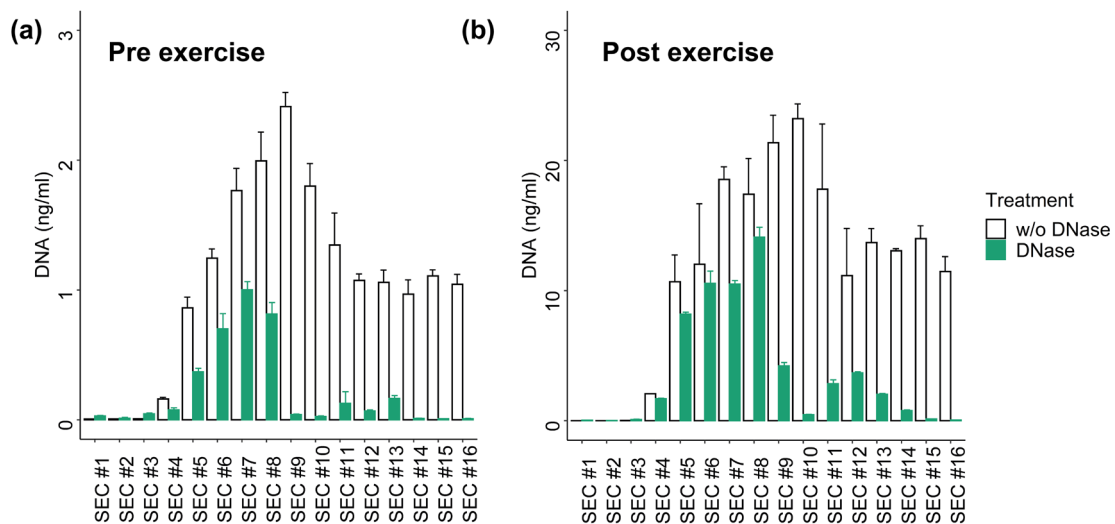 (a)
Pre exercise
DNA (ng/ml)
3
2
1
0
SEC #1
SEC #2
SEC #3
SEC #4
SEC #5
SEC #6
SEC #7
SEC #8
SEC #9
SEC #10
SEC #11
SEC #12
SEC #13
SEC #14
SEC #15
SEC #16
(b)
Post exercise
DNA (ng/ml)
30
20
10
0
SEC #1
SEC #2
SEC #3
SEC #4
SEC #5
SEC #6
SEC #7
SEC #8
SEC #9
SEC #10
SEC #11
SEC #12
SEC #13
SEC #14
SEC #15
SEC #16
Treatment
w/o DNase
DNase